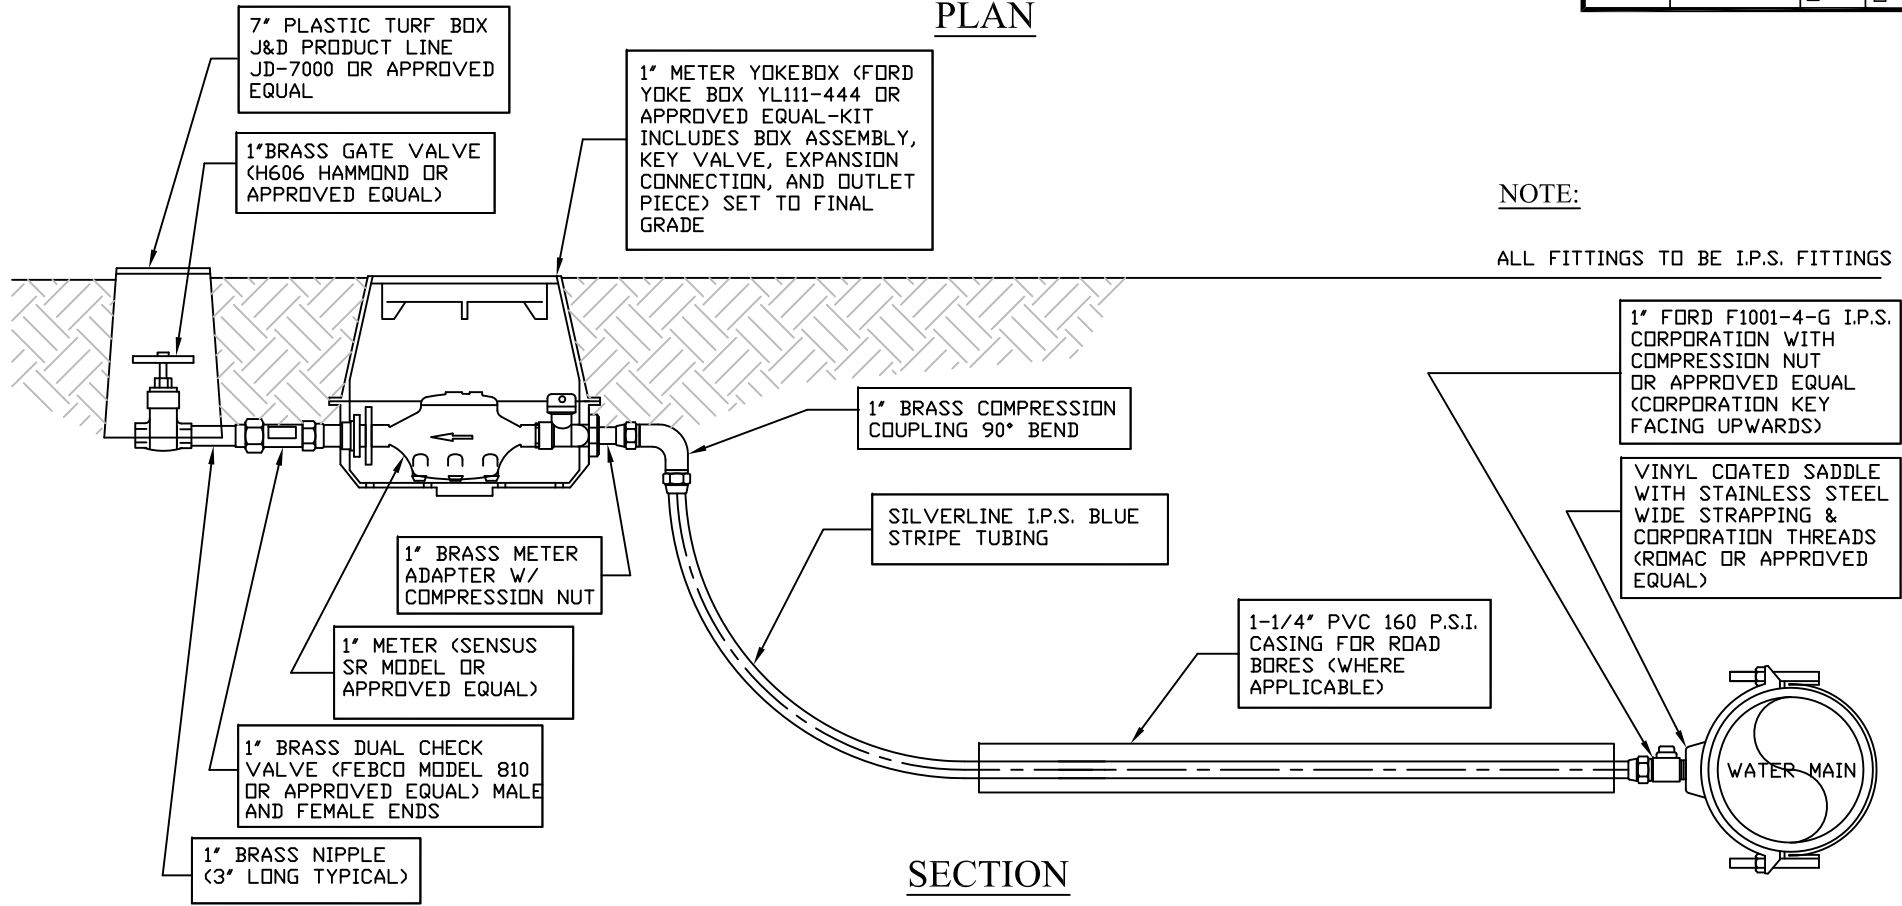 PLAN
7" PLASTIC TURF BOX
J&D PRODUCT LINE
JD-7000 OR APPROVED
EQUAL
1"BRASS GATE VALVE
(H606 HAMMOND OR
APPROVED EQUAL)
1" METER YOKEBOX (FORD
YOKE BOX YL111-444 OR
APPROVED EQUAL-KIT
INCLUDES BOX ASSEMBLY,
KEY VALVE, EXPANSION
CONNECTION, AND OUTLET
PIECE) SET TO FINAL
GRADE
NOTE:
ALL FITTINGS TO BE I.P.S. FITTINGS
1" FORD F1001-4-G I.P.S.
CORPORATION WITH
COMPRESSION NUT
OR APPROVED EQUAL
(CORPORATION KEY
FACING UPWARDS)
1" BRASS COMPRESSION
COUPLING 90° BEND
VINYL COATED SADDLE
WITH STAINLESS STEEL
WIDE STRAPPING &
CORPORATION THREADS
(ROMAC OR APPROVED
EQUAL)
SILVERLINE I.P.S. BLUE
STRIPE TUBING
1" BRASS METER
ADAPTER W/
COMPRESSION NUT
1-1/4" PVC 160 P.S.I.
CASING FOR ROAD
BORES (WHERE
APPLICABLE)
1" METER (SENSUS
SR MODEL OR
APPROVED EQUAL)
1" BRASS DUAL CHECK
VALVE (FEBCO MODEL 810
OR APPROVED EQUAL) MALE
AND FEMALE ENDS
WATER MAIN
1" BRASS NIPPLE
(3" LONG TYPICAL)
SECTION